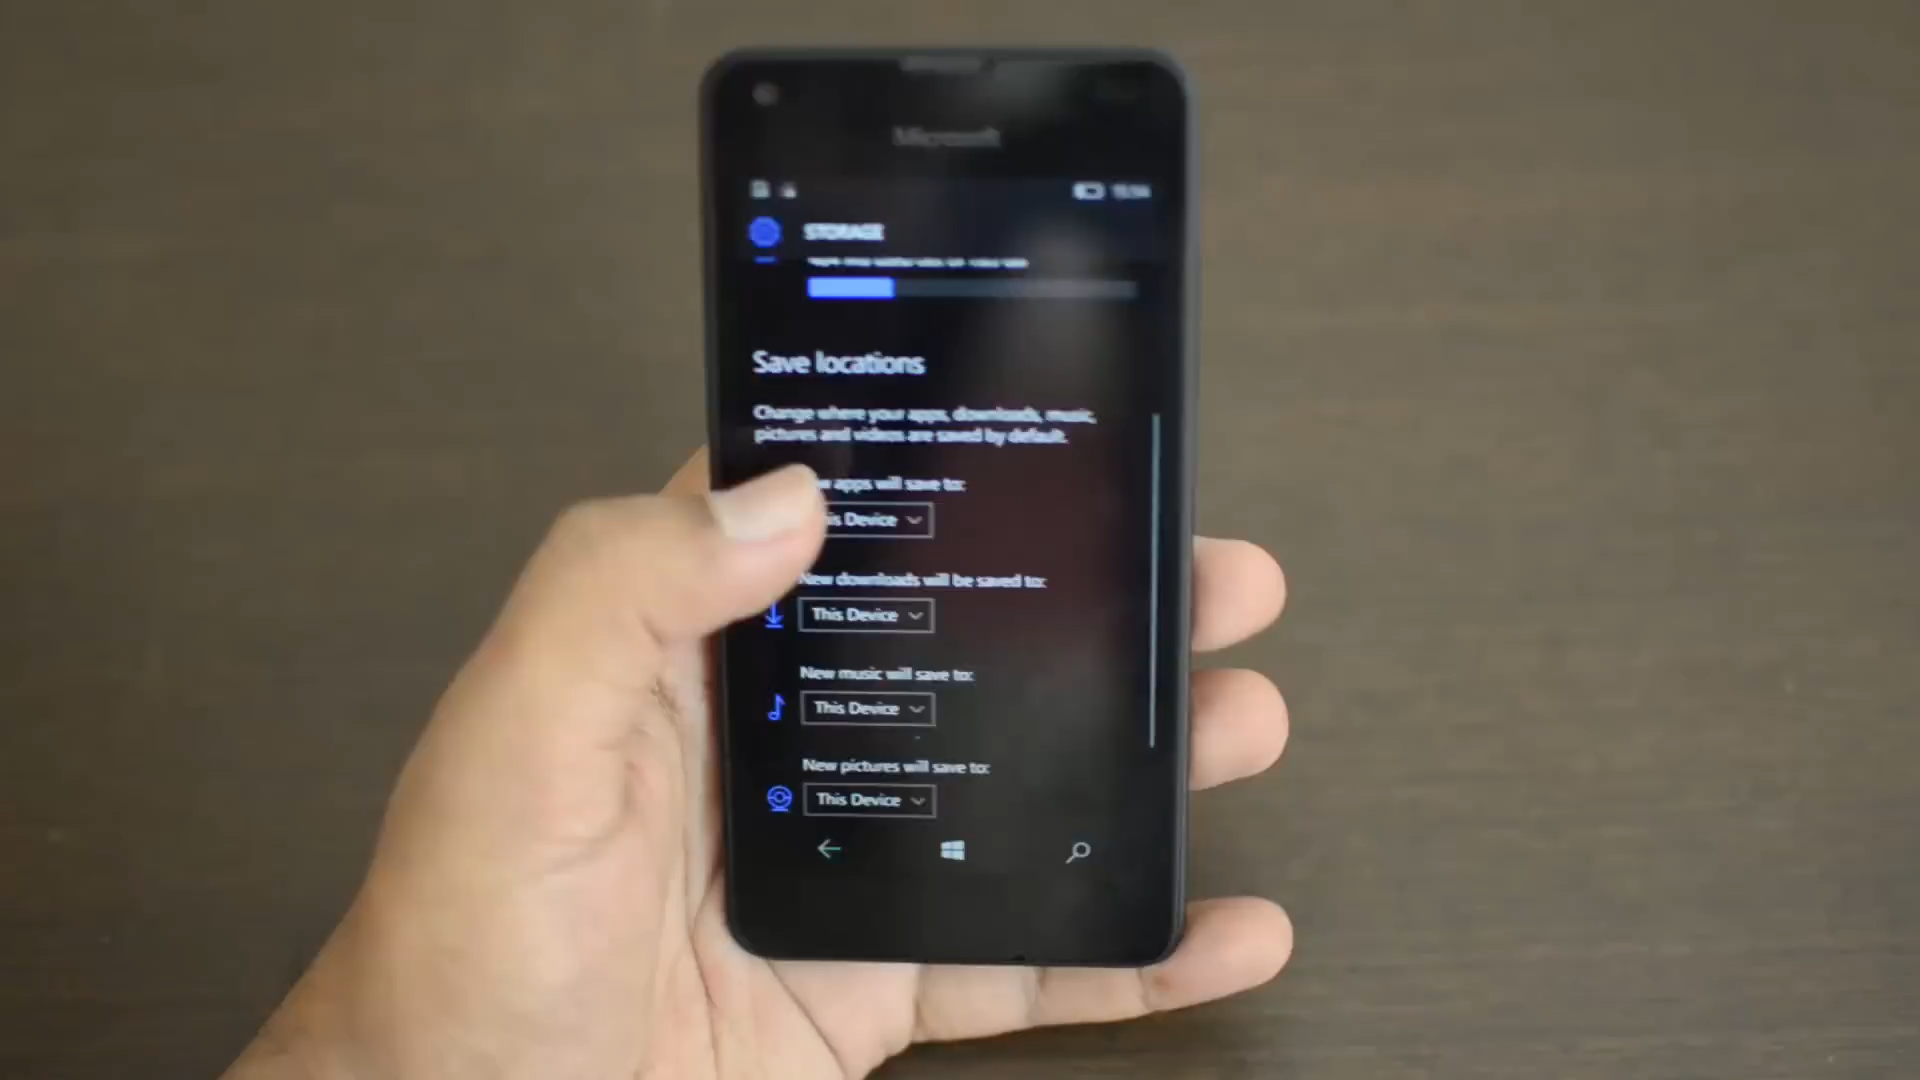 Microsoft
STORAGE
Save locations
Change where your apps, downloads, music,
pictures and videos are saved by default.
apps will save to:
This Device
New downloads will be saved to:
This Device
New music will save to:
This Device
New pictures will save to:
This Device